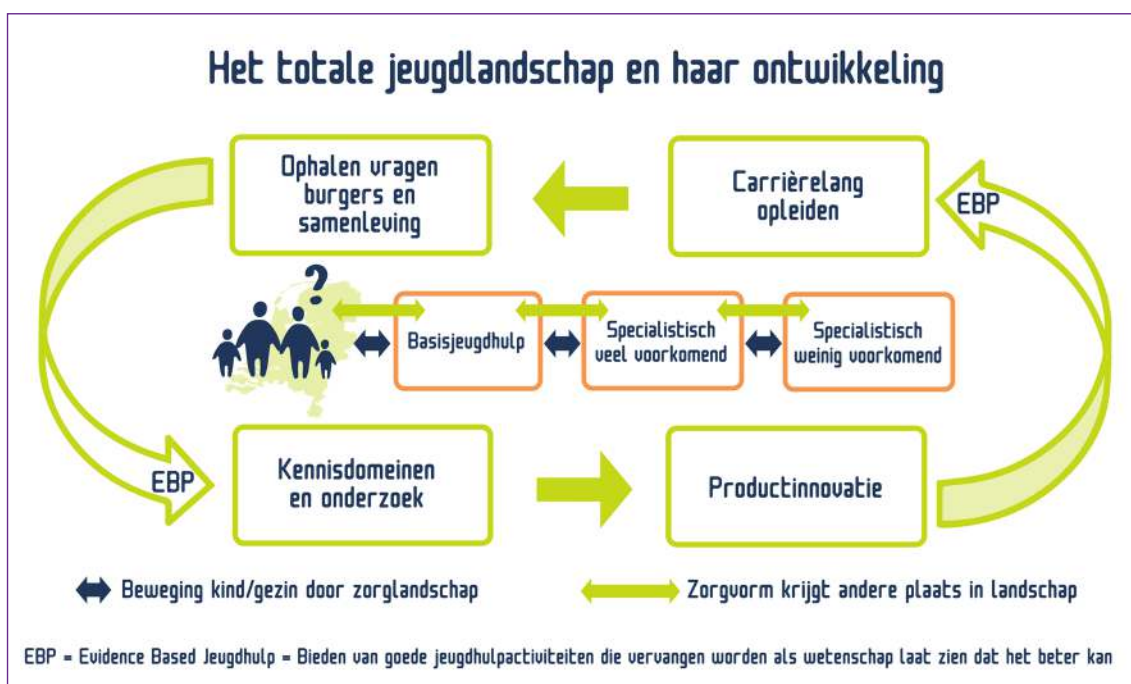 Het totale jeugdlandschap en haar ontwikkeling
Ophalen vragen
burgers en
samenleving
Carrièrelang
opleiden
EBP
?
Basisjeugdhulp
Specialistisch
veel voorkomend
Specialistisch
weinig voorkomend
EBP
Kennisdomeinen
en onderzoek
Productinnovatie
Beweging kind/gezin door zorglandschap
Zorgvorm krijgt andere plaats in landschap
EBP = Evidence Based Jeugdhulp = Bieden van goede jeugdhulpactiviteiten die vervangen worden als wetenschap laat zien dat het beter kan